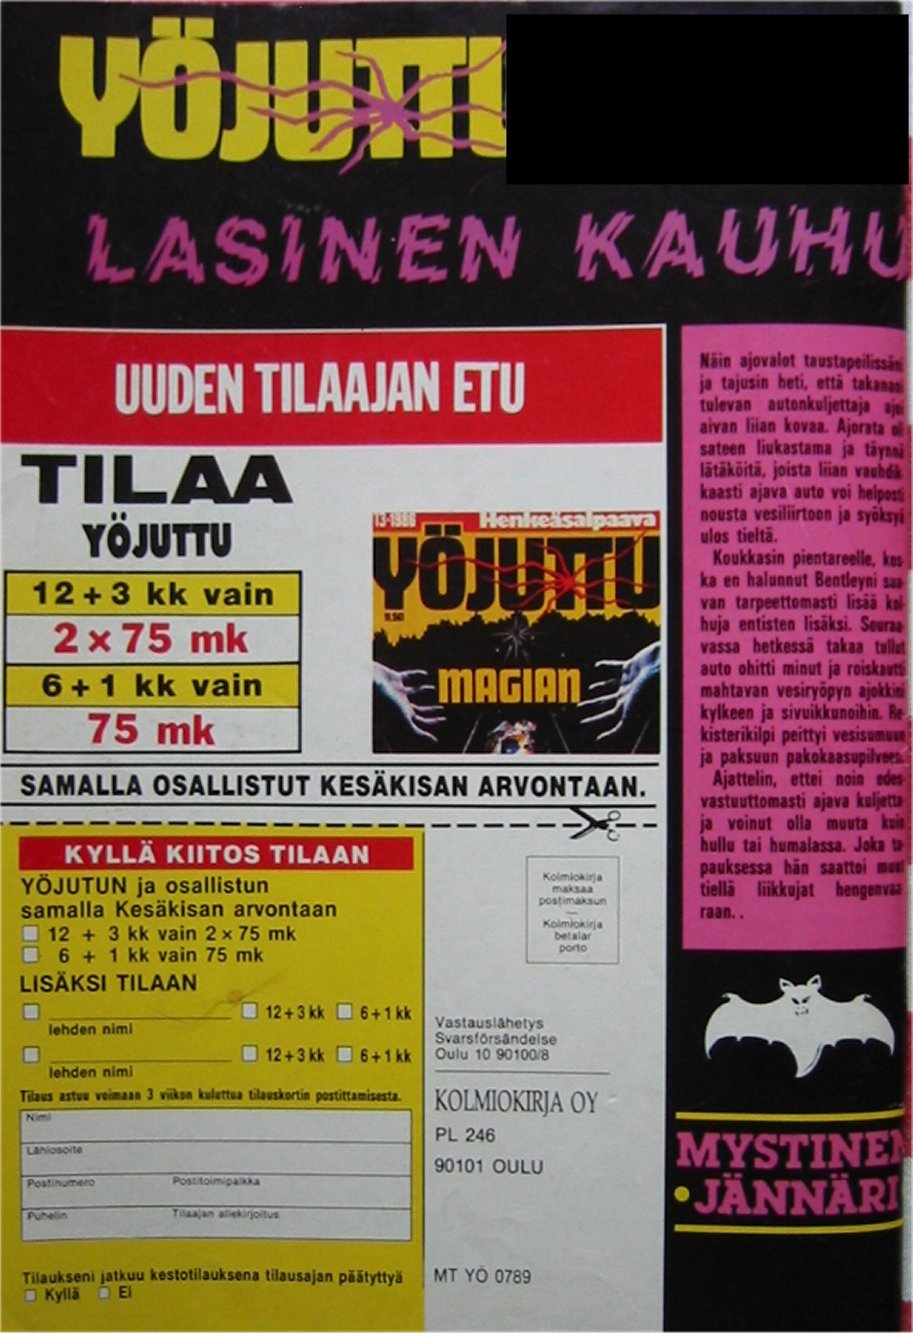 LASINEN KAUHU
UUDEN TILAAJAN ETU
TILAA
YÖJUTTU
12 + 3 kk vain
2 x 75 mk
6 + 1 kk vain
75 mk
13·1986 Henkeäsalpaava
YÖJUTTU
MAGIAN
SAMALLA OSALLISTUT KESÄKISAN ARVONTAAN.
KYLLÄ KIITOS TILAAN
YÖJUTUN ja osallistun
samalla Kesäkisan arvontaan
12 + 3 kk vain 2 x 75 mk
6 + 1 kk vain 75 mk
LISÄKSI TILAAN
12+3 kk 6+1 kk
lehden nimi
12+3 kk 6+1 kk
lehden nimi
Tilaus astuu voimaan 3 viikon kuluttua tilauskortin postittamisesta.
Nimi
Lähiosoite
Postinumero Postitoimipaikka
Puhelin Tilaajan allekirjoitus
Tilaukseni jatkuu kestotilauksena tilausajan päätyttyä
Kyllä Ei
Kolmiokirja
maksaa
postimaksun
Kolmiokirja
betalar
porto
Vastauslähetys
Svarsförsändelse
Oulu 10 90100/8
KOLMIOKIRJA OY
PL 246
90101 OULU
MT YÖ 0789
Näin ajovalot taustapeilissäni
ja tajusin heti, että takanani
tulevan autonkuljettaja ajoi
aivan liian kovaa. Ajorata oli
sateen liukastama ja täynnä
lätäköitä, joista liian vauhdik-
kaasti ajava auto voi helposti
nousta vesiliirtoon ja syöksyä
ulos tieltä.
Koukkasin pientareelle, kos-
ka en halunnut Bentleyni saa-
van tarpeettomasti lisää kol-
huja entisten lisäksi. Seuraa-
vassa hetkessä takaa tullut
auto ohitti minut ja roiskautti
mahtavan vesiryöpyn ajokkini
kylkeen ja sivuikkunoihin. Re-
kisterikilpi peittyi vesisumuun
ja paksuun pakokaasupilveen.
Ajattelin, ettei noin edes-
vastuuttomasti ajava kuljetta-
ja voinut olla muuta kuin
hullu tai humalassa. Joka ta-
pauksessa hän saattoi muut
tiellä liikkujat hengenvaa-
raan. .
MYSTINEN
• JÄNNÄRI